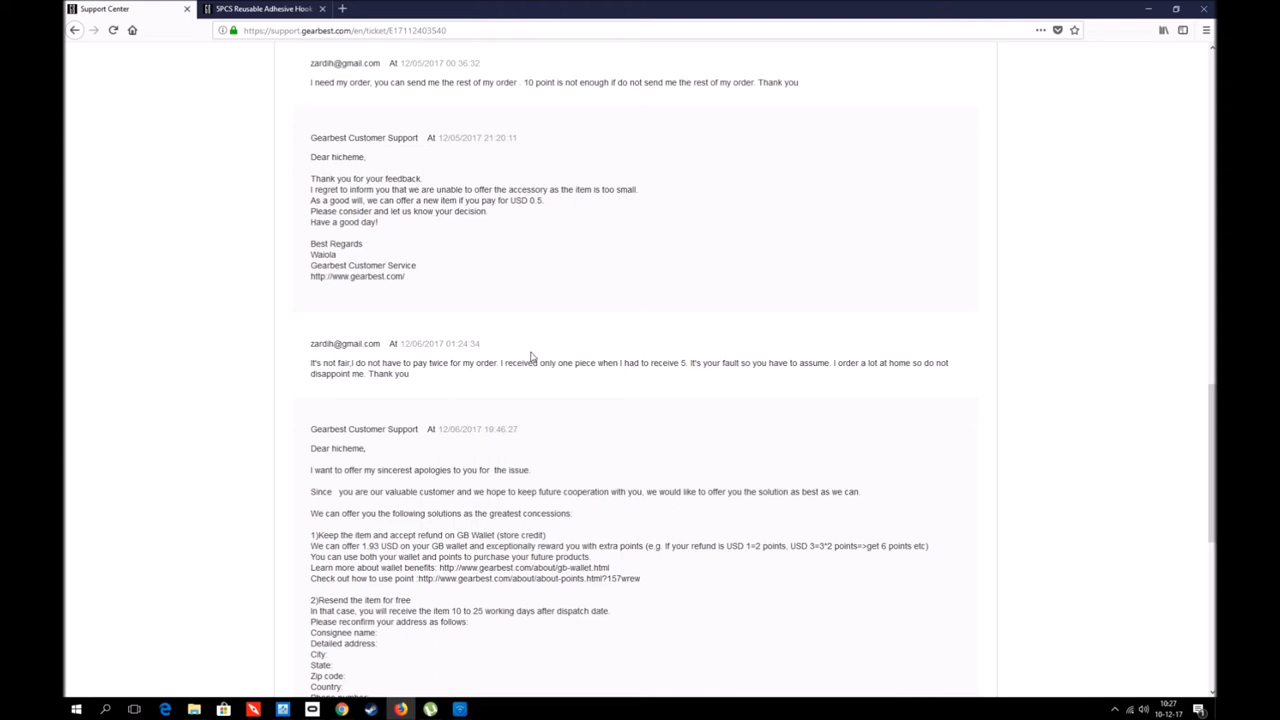 Support Center
5PCS Reusable Adhesive Hook
https://support.gearbest.com/en/ticket/E17112403540
zardih@gmail.com At 12/05/2017 00:36:32
I need my order, you can send me the rest of my order . 10 point is not enough if do not send me the rest of my order. Thank you
Gearbest Customer Support At 12/05/2017 21:20:11
Dear hicheme,
Thank you for your feedback.
I regret to inform you that we are unable to offer the accessory as the item is too small.
As a good will, we can offer a new item if you pay for USD 0.5.
Please consider and let us know your decision.
Have a good day!
Best Regards
Waiola
Gearbest Customer Service
http://www.gearbest.com/
zardih@gmail.com At 12/06/2017 01:24:34
It's not fair,I do not have to pay twice for my order. I received only one piece when I had to receive 5. It's your fault so you have to assume. I order a lot at home so do not
disappoint me. Thank you
Gearbest Customer Support At 12/06/2017 19:46:27
Dear hicheme,
I want to offer my sincerest apologies to you for the issue.
Since you are our valuable customer and we hope to keep future cooperation with you, we would like to offer you the solution as best as we can.
We can offer you the following solutions as the greatest concessions:
1)Keep the item and accept refund on GB Wallet (store credit)
We can offer 1.93 USD on your GB wallet and exceptionally reward you with extra points (e.g. If your refund is USD 1=2 points, USD 3=3*2 points=>get 6 points etc)
You can use both your wallet and points to purchase your future products.
Learn more about wallet benefits: http://www.gearbest.com/about/gb-wallet.html
Check out how to use point :http://www.gearbest.com/about/about-points.html?157wrew
2)Resend the item for free
In that case, you will receive the item 10 to 25 working days after dispatch date.
Please reconfirm your address as follows:
Consignee name:
Detailed address:
City:
State:
Zip code:
Country:
Phone number:
10:27
10-12-17